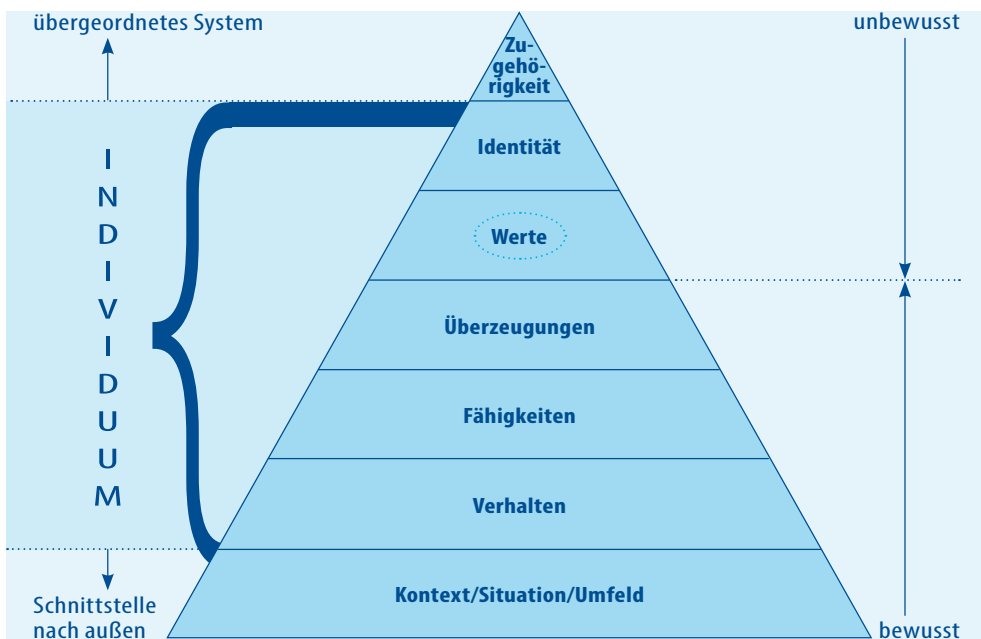 übergeordnetes System
unbewusst
Zu-
gehö-
rigkeit
Identität
Werte
Überzeugungen
Fähigkeiten
Verhalten
Kontext/Situation/Umfeld
I
N
D
I
V
I
D
U
U
M
Schnittstelle
nach außen
bewusst